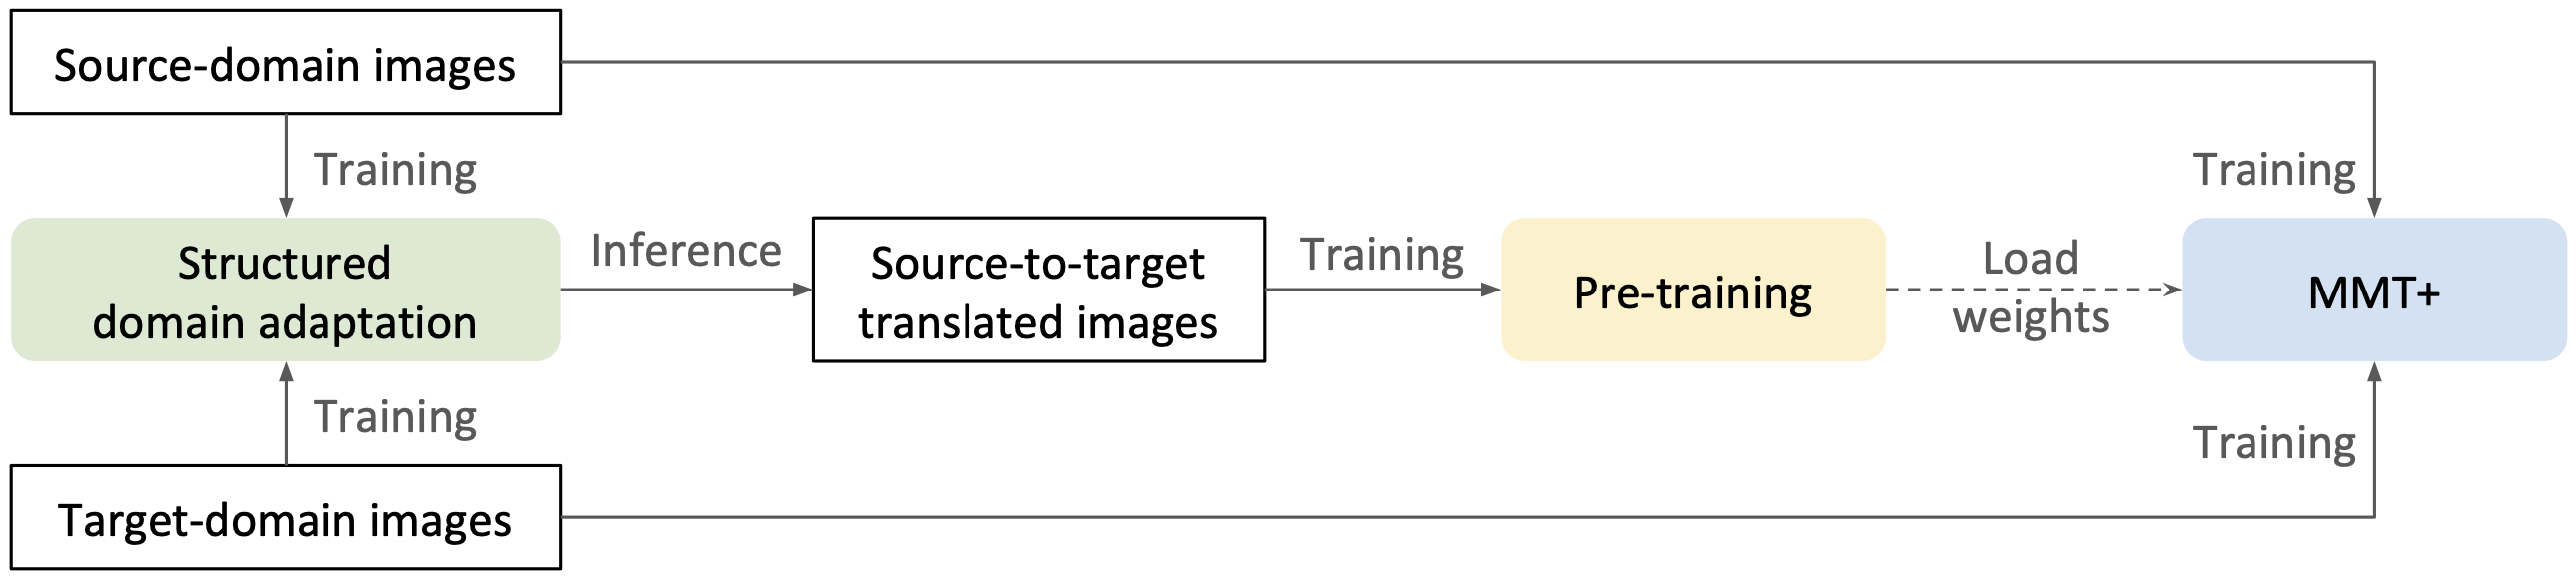 Source-domain images
Training
Training
Structured
domain adaptation
Inference
Source-to-target
translated images
Training
Pre-training
Load
weights
MMT+
Training
Training
Target-domain images